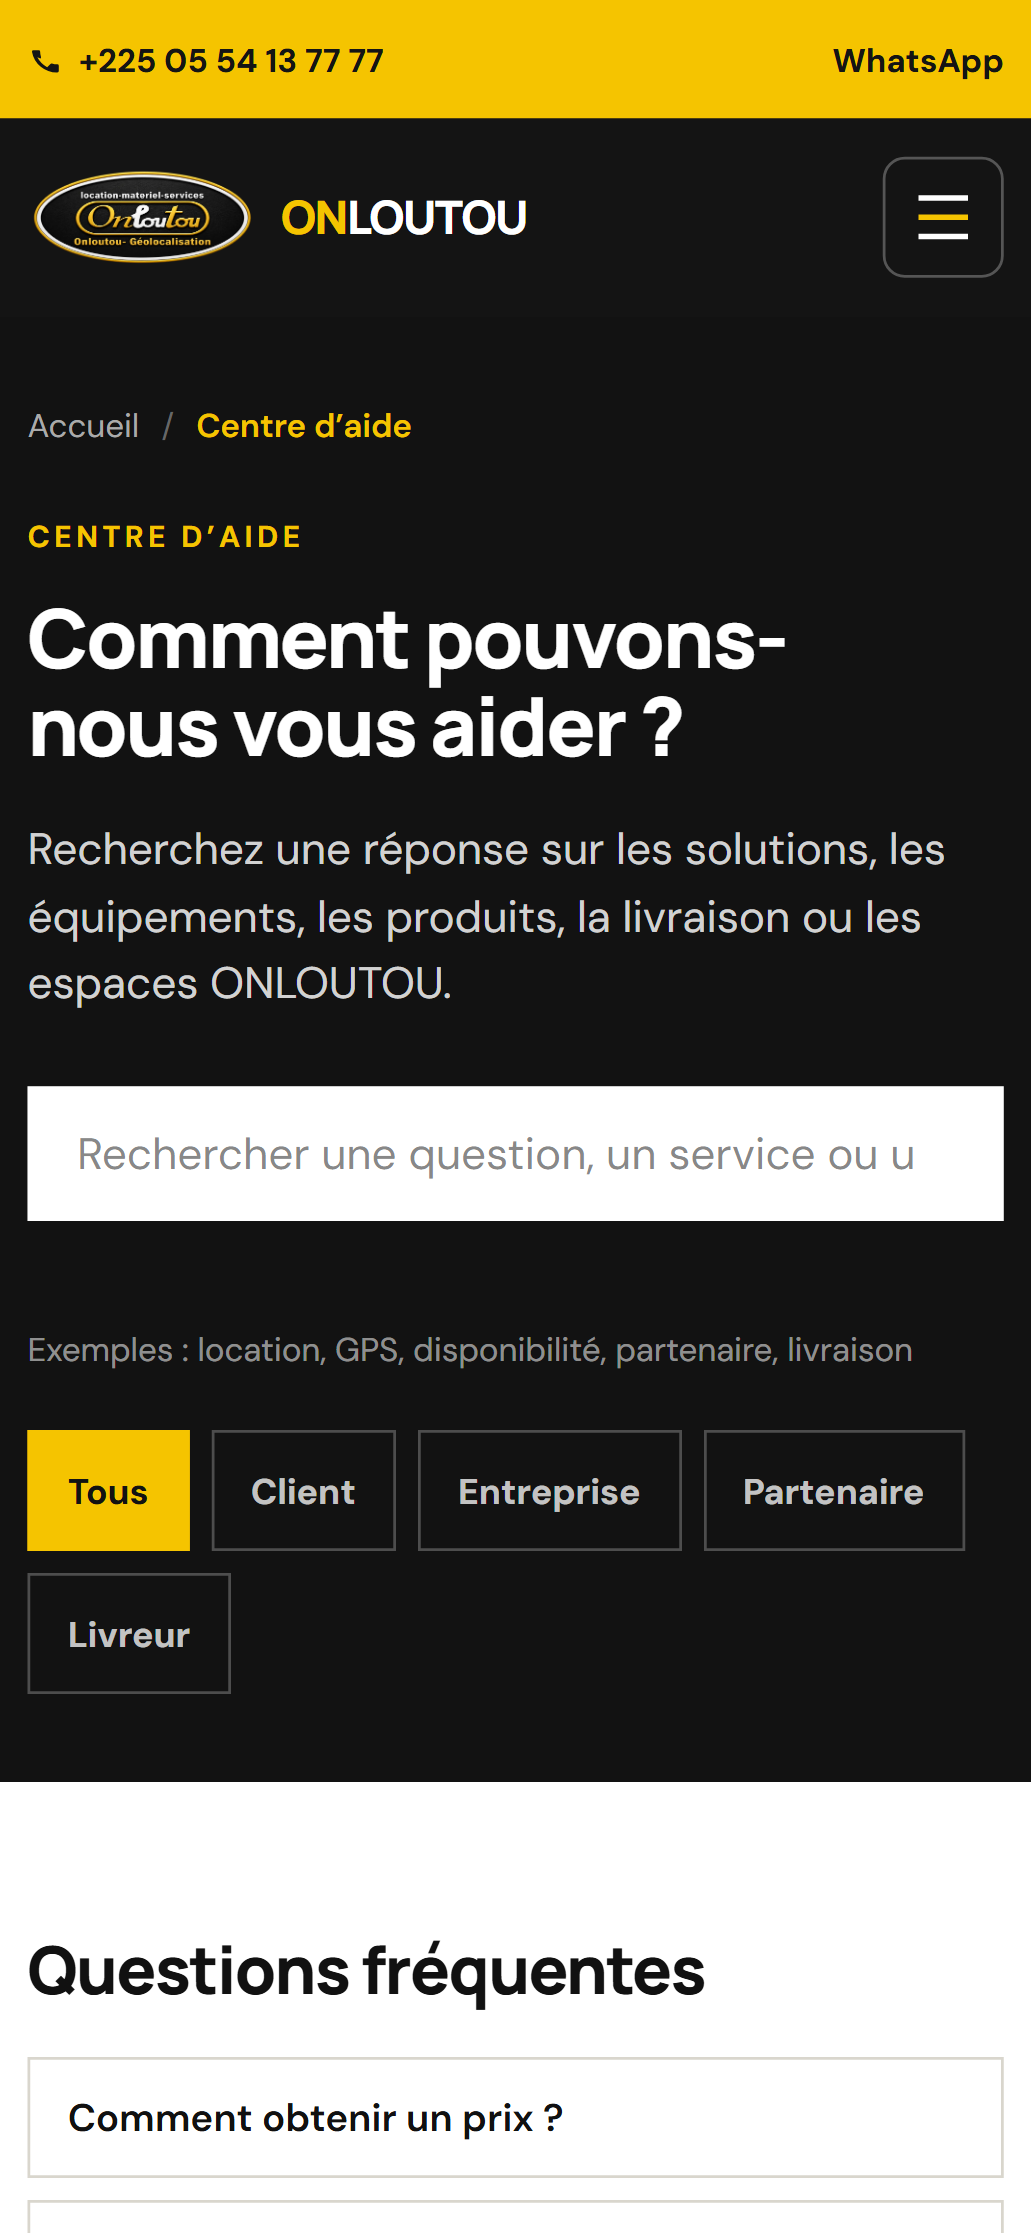 +225 05 54 13 77 77
WhatsApp
location-materiel-services
Onloutou
Onloutou- Géolocalisation
ONLOUTOU
Accueil / Centre d’aide
CENTRE D’AIDE
Comment pouvons-
nous vous aider ?
Recherchez une réponse sur les solutions, les
équipements, les produits, la livraison ou les
espaces ONLOUTOU.
Rechercher une question, un service ou u
Exemples : location, GPS, disponibilité, partenaire, livraison
Tous
Client
Entreprise
Partenaire
Livreur
Questions fréquentes
Comment obtenir un prix ?